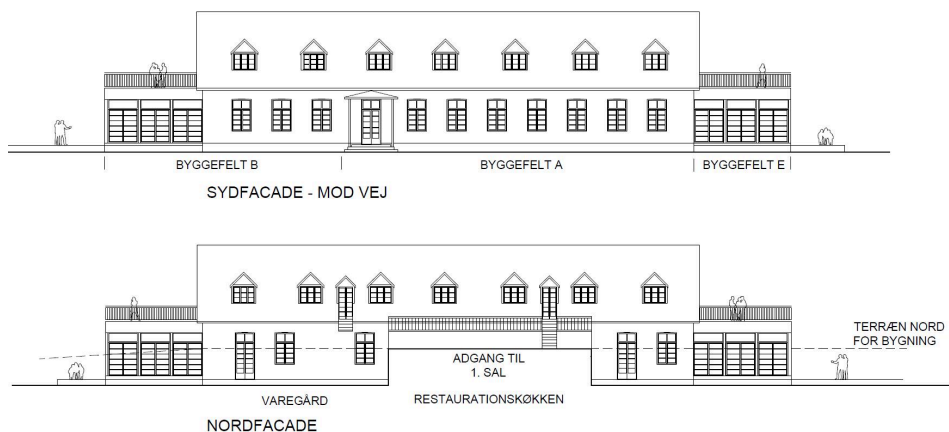 BYGGEFELT B
BYGGEFELT A
BYGGEFELT E
SYDFACADE - MOD VEJ
TERRÆN NORD
FOR BYGNING
ADGANG TIL
1. SAL
VAREGÅRD
RESTAURATIONSKØKKEN
NORDFACADE